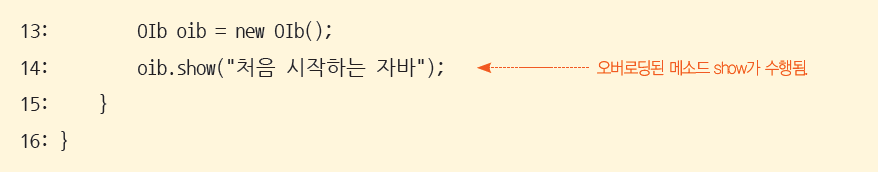 13:         OIb oib = new OIb();
14:         oib.show("처음 시작하는 자바"); 오버로딩된 메소드 show가 수행됨.
15:     }
16: }